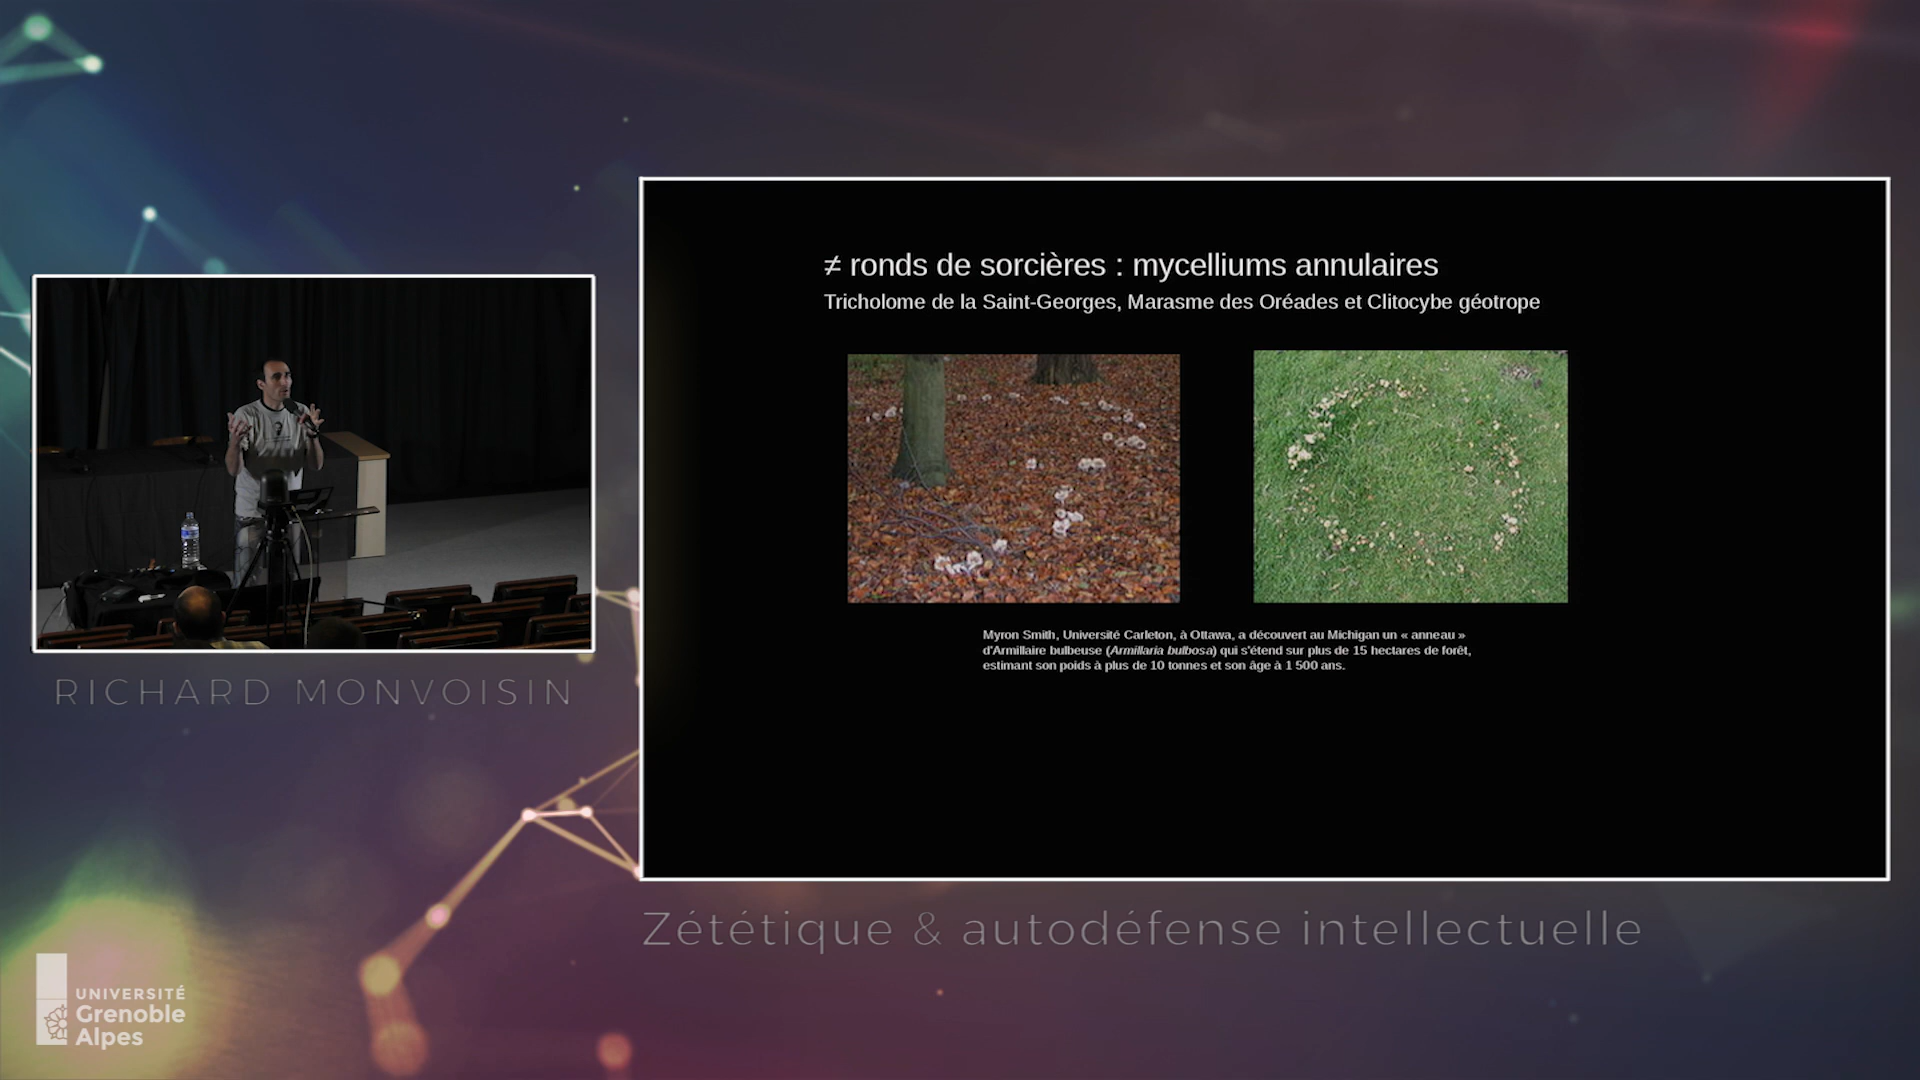 ≠ ronds de sorcières : mycelliums annulaires
Tricholome de la Saint-Georges, Marasme des Oréades et Clitocybe géotrope
Myron Smith, Université Carleton, à Ottawa, a découvert au Michigan un « anneau »
d'Armillaire bulbeuse (Armillaria bulbosa) qui s'étend sur plus de 15 hectares de forêt,
estimant son poids à plus de 10 tonnes et son âge à 1 500 ans.
RICHARD MONVOISIN
Zététique & autodéfense intellectuelle
UNIVERSITÉ
Grenoble
Alpes